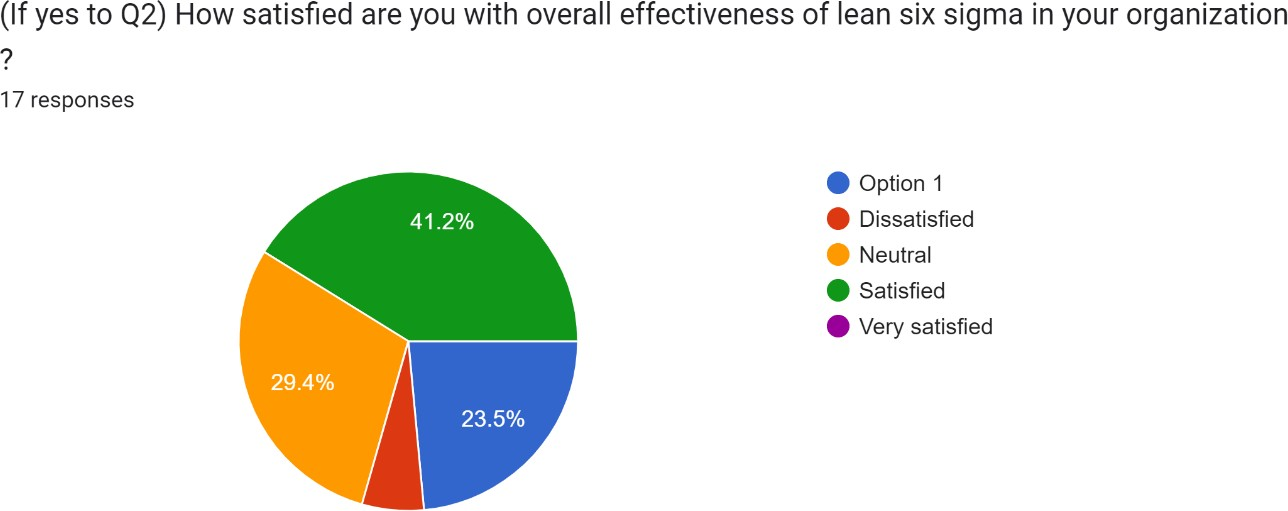 (If yes to Q2) How satisfied are you with overall effectiveness of lean six sigma in your organization
?
17 responses
41.2%
29.4%
23.5%
Option 1
Dissatisfied
Neutral
Satisfied
Very satisfied